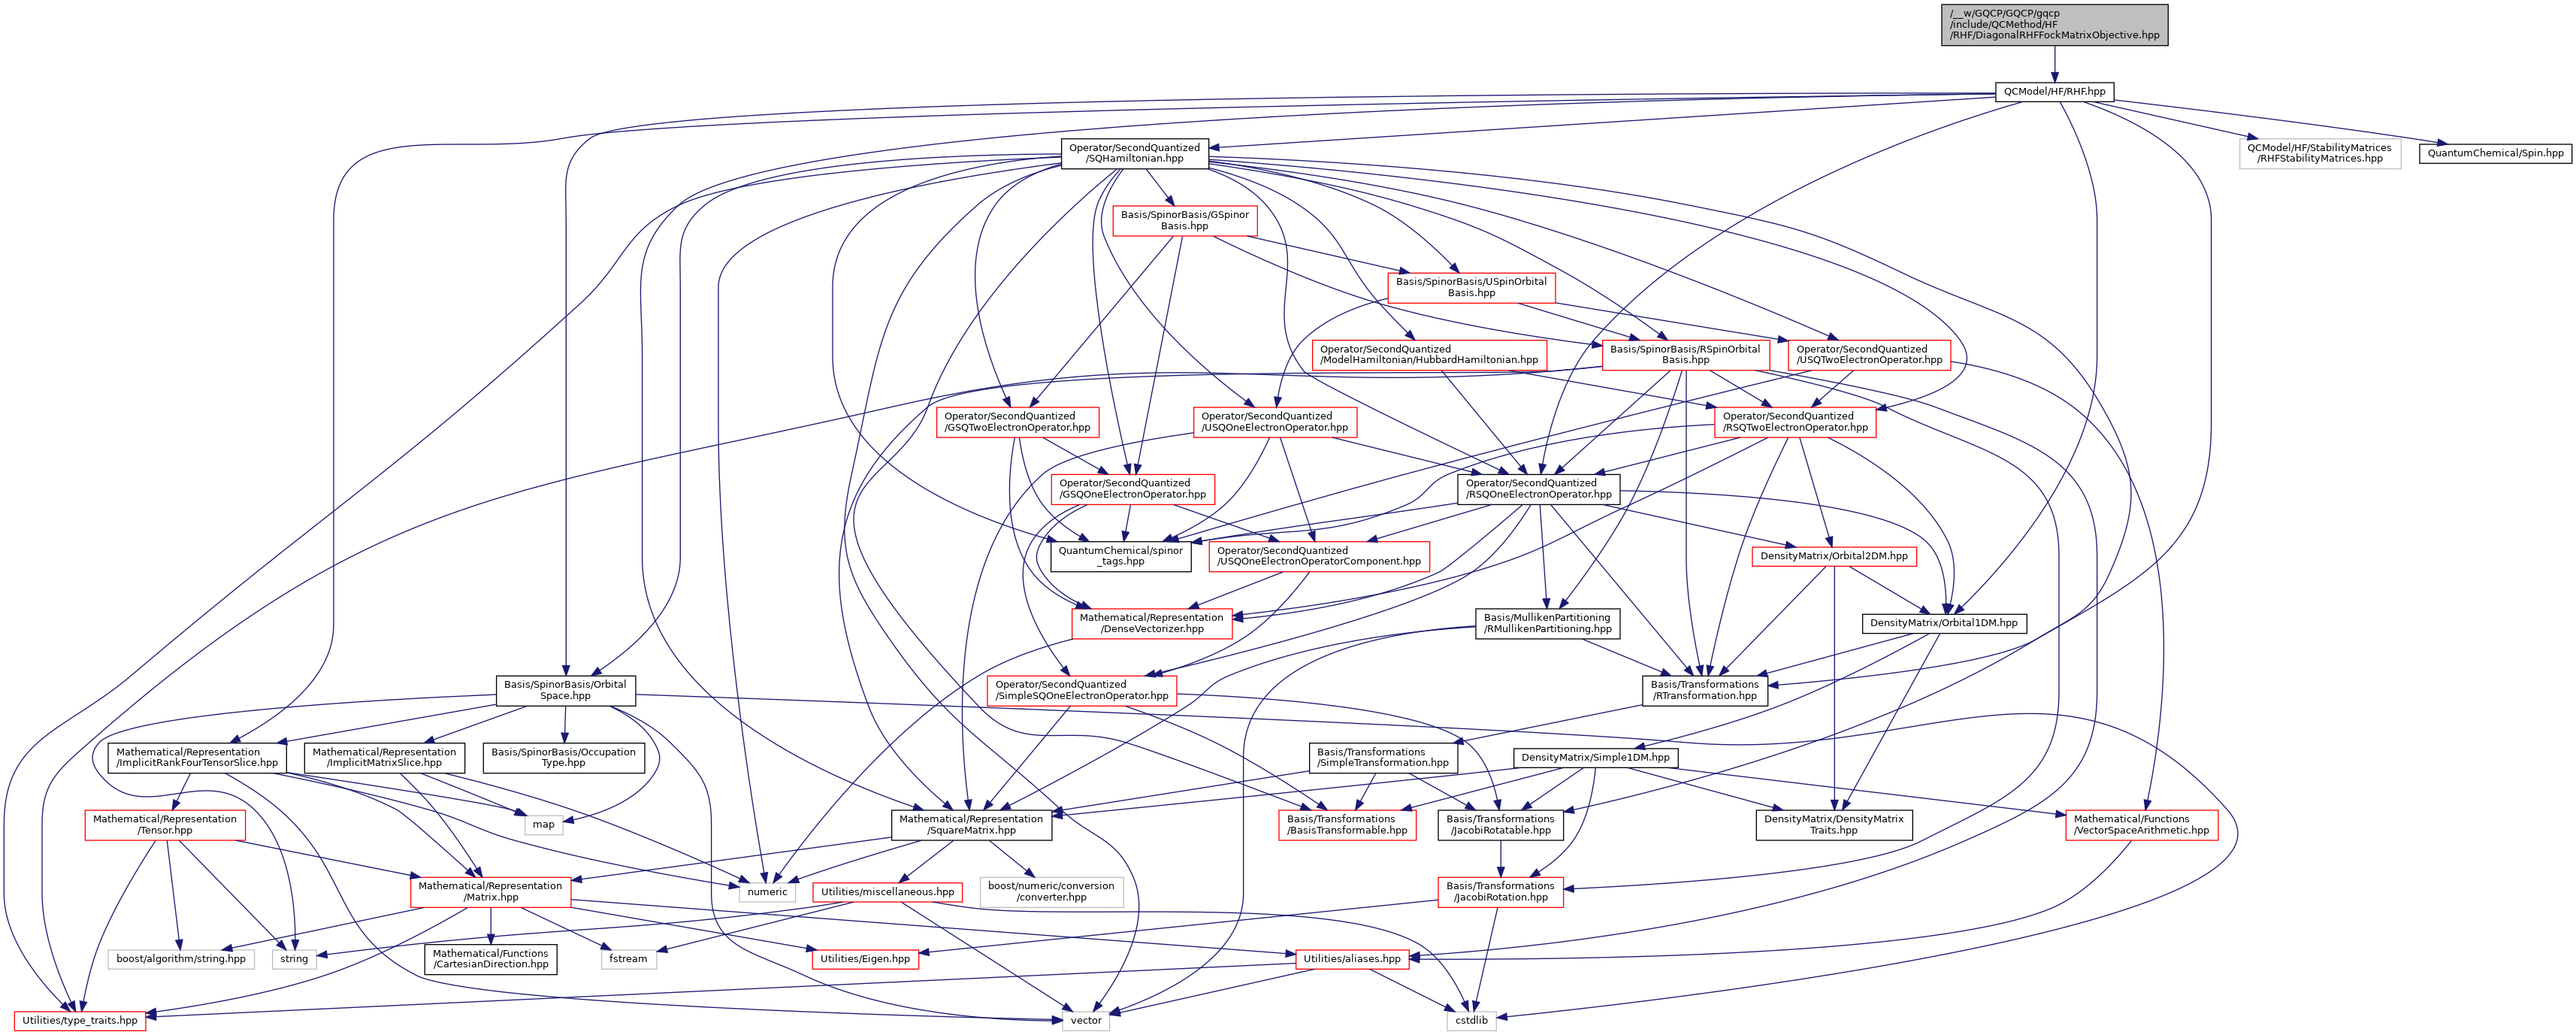 /__w/GQCP/GQCP/gqcp
/include/QCMethod/HF
/RHF/DiagonalRHFFockMatrixObjective.hpp
QCModel/HF/RHF.hpp
Operator/SecondQuantized
/SQHamiltonian.hpp
QCModel/HF/StabilityMatrices
/RHFStabilityMatrices.hpp
QuantumChemical/Spin.hpp
Basis/SpinorBasis/GSpinor
Basis.hpp
Basis/SpinorBasis/USpinOrbital
Basis.hpp
Operator/SecondQuantized
/ModelHamiltonian/HubbardHamiltonian.hpp
Basis/SpinorBasis/RSpinOrbital
Basis.hpp
Operator/SecondQuantized
/USQTwoElectronOperator.hpp
Operator/SecondQuantized
/GSQTwoElectronOperator.hpp
Operator/SecondQuantized
/USQOneElectronOperator.hpp
Operator/SecondQuantized
/RSQTwoElectronOperator.hpp
Operator/SecondQuantized
/GSQOneElectronOperator.hpp
Operator/SecondQuantized
/RSQOneElectronOperator.hpp
QuantumChemical/spinor
_tags.hpp
Operator/SecondQuantized
/USQOneElectronOperatorComponent.hpp
DensityMatrix/Orbital2DM.hpp
Mathematical/Representation
/DenseVectorizer.hpp
Basis/MullikenPartitioning
/RMullikenPartitioning.hpp
DensityMatrix/Orbital1DM.hpp
Basis/SpinorBasis/Orbital
Space.hpp
Operator/SecondQuantized
/SimpleSQOneElectronOperator.hpp
Basis/Transformations
/RTransformation.hpp
Mathematical/Representation
/ImplicitRankFourTensorSlice.hpp
Mathematical/Representation
/ImplicitMatrixSlice.hpp
Basis/SpinorBasis/Occupation
Type.hpp
Basis/Transformations
/SimpleTransformation.hpp
DensityMatrix/Simple1DM.hpp
Mathematical/Representation
/Tensor.hpp
map
Mathematical/Representation
/SquareMatrix.hpp
Basis/Transformations
/BasisTransformable.hpp
Basis/Transformations
/JacobiRotatable.hpp
DensityMatrix/DensityMatrix
Traits.hpp
Mathematical/Functions
/VectorSpaceArithmetic.hpp
Mathematical/Representation
/Matrix.hpp
numeric
Utilities/miscellaneous.hpp
boost/numeric/conversion
/converter.hpp
Basis/Transformations
/JacobiRotation.hpp
boost/algorithm/string.hpp
string
Mathematical/Functions
/CartesianDirection.hpp
fstream
Utilities/Eigen.hpp
Utilities/aliases.hpp
Utilities/type_traits.hpp
vector
cstdlib